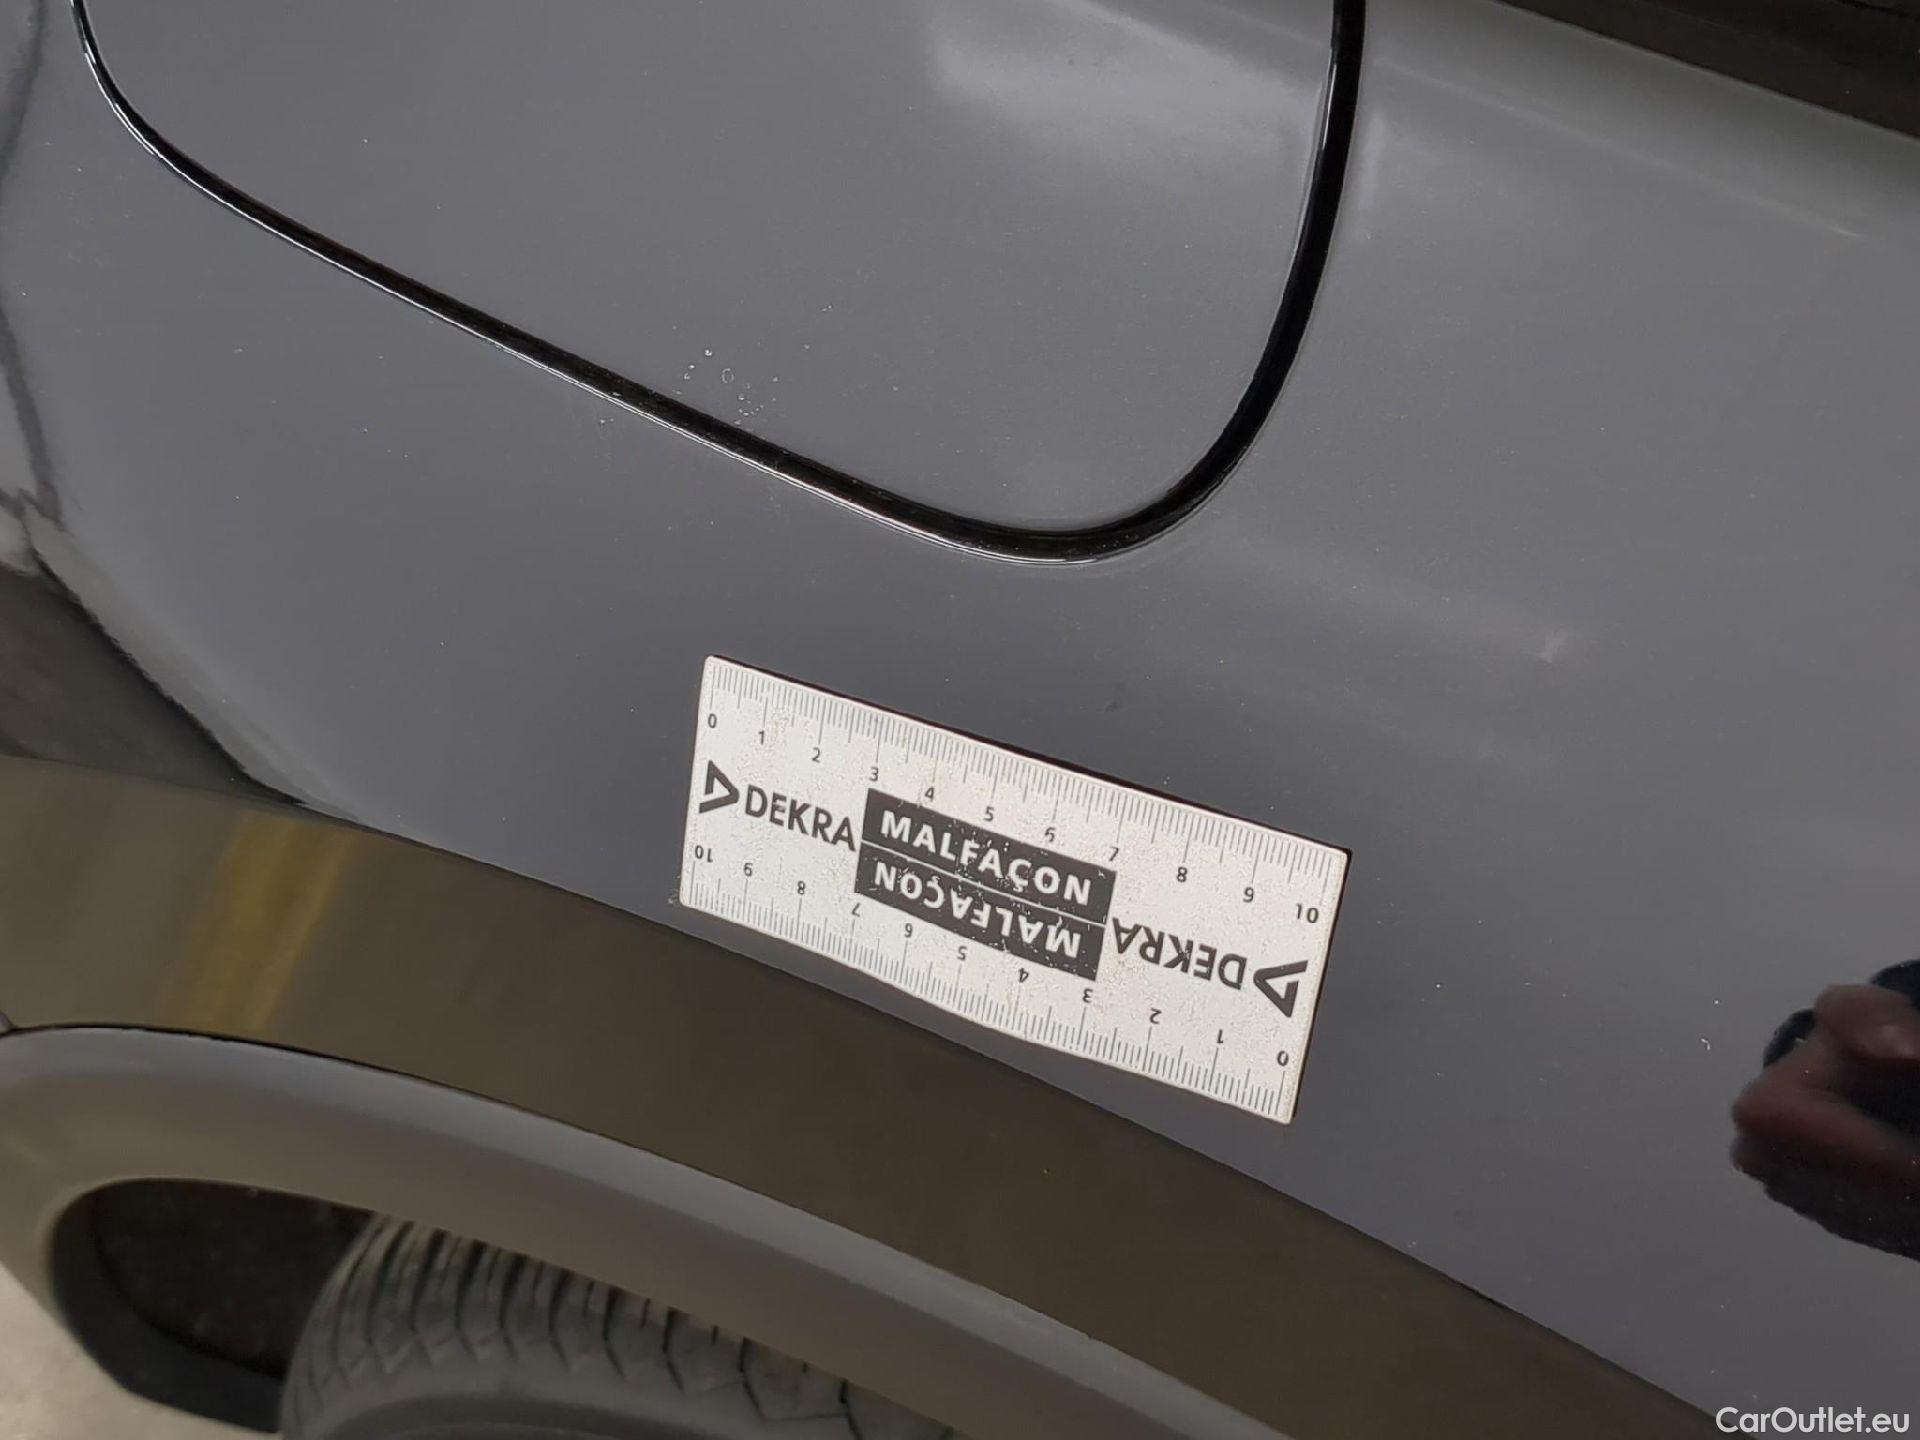 0 1 2 3 4 5 6 7 8 9 10
DEKRA MALFAÇON
MALFAÇON DEKRA
10 9 8 7 6 5 4 3 2 1 0
CarOutlet.eu